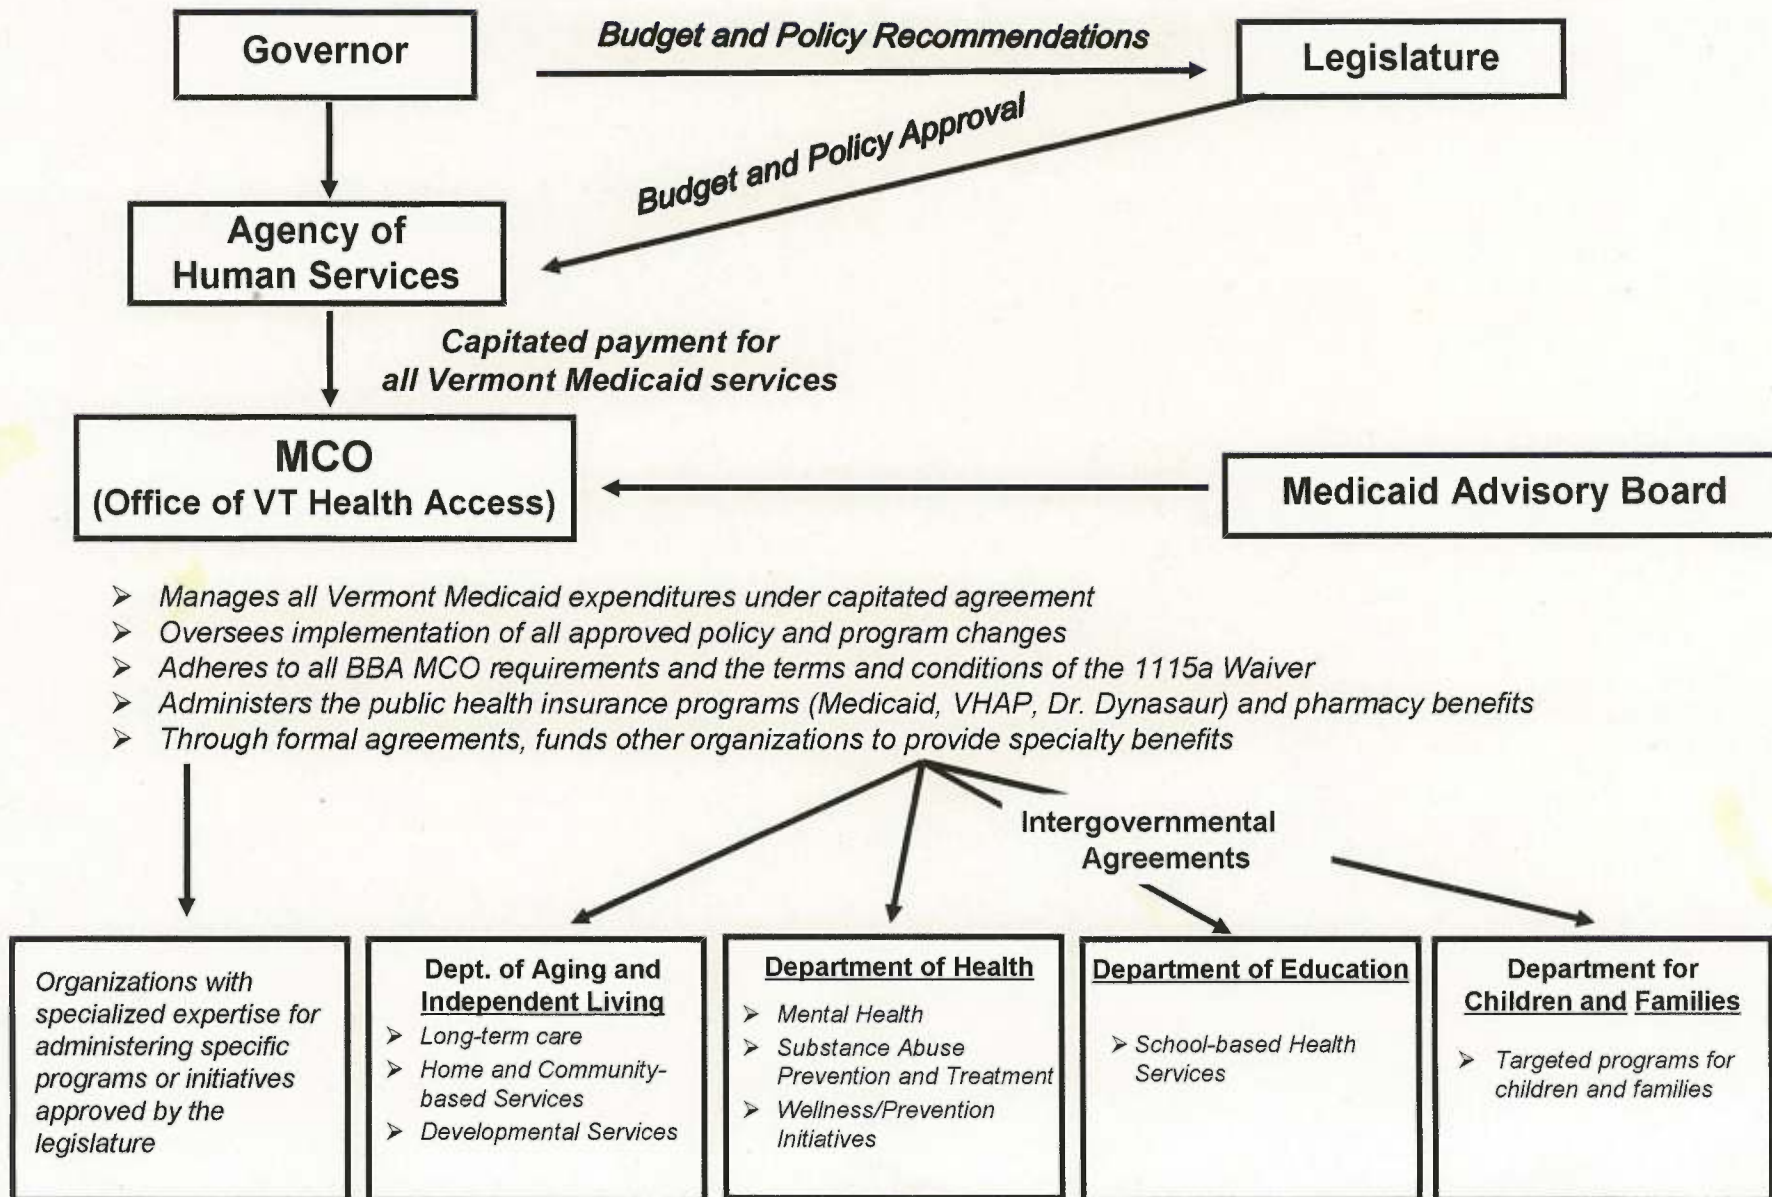 Governor
Budget and Policy Recommendations
Legislature
Budget and Policy Approval
Agency of
Human Services
Capitated payment for
all Vermont Medicaid services
MCO
(Office of VT Health Access)
Medicaid Advisory Board
➢ Manages all Vermont Medicaid expenditures under capitated agreement
➢ Oversees implementation of all approved policy and program changes
➢ Adheres to all BBA MCO requirements and the terms and conditions of the 1115a Waiver
➢ Administers the public health insurance programs (Medicaid, VHAP, Dr. Dynasaur) and pharmacy benefits
➢ Through formal agreements, funds other organizations to provide specialty benefits
Intergovernmental
Agreements
Organizations with
specialized expertise for
administering specific
programs or initiatives
approved by the
legislature
Dept. of Aging and
Independent Living
➢ Long-term care
➢ Home and Community-
based Services
➢ Developmental Services
Department of Health
➢ Mental Health
➢ Substance Abuse
Prevention and Treatment
➢ Wellness/Prevention
Initiatives
Department of Education
➢ School-based Health
Services
Department for
Children and Families
➢ Targeted programs for
children and families